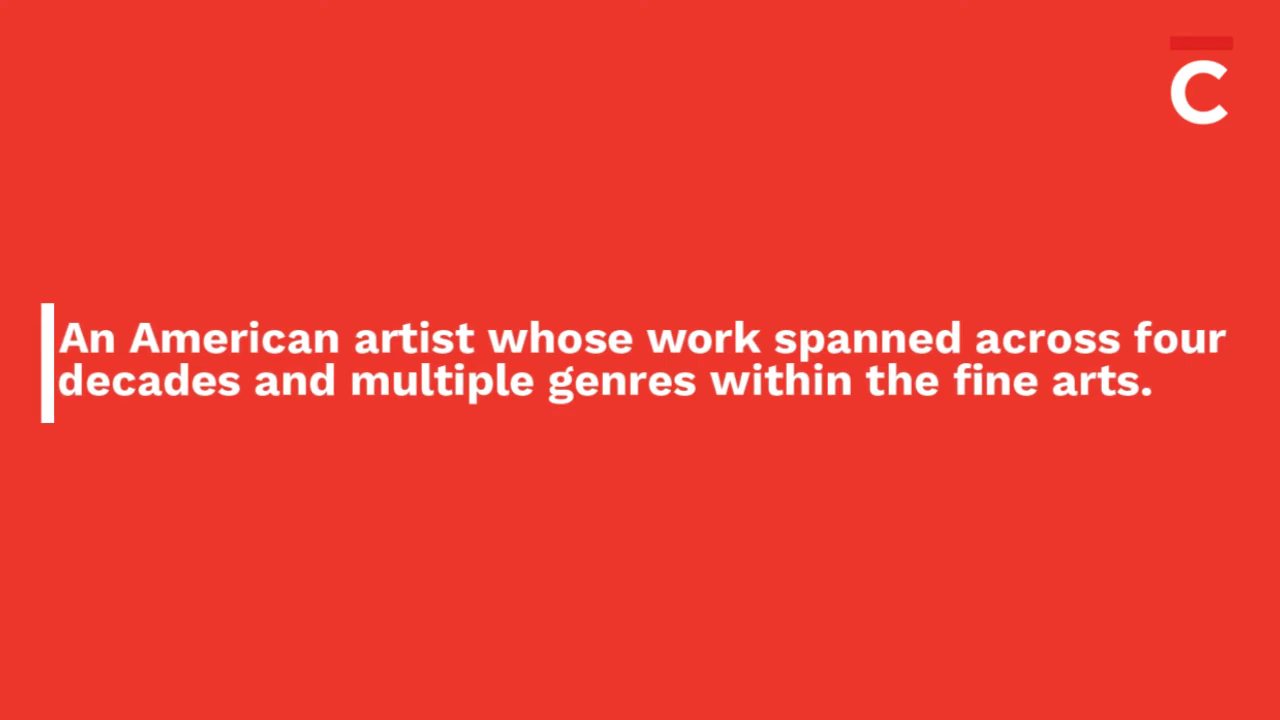 C
An American artist whose work spanned across four
decades and multiple genres within the fine arts.